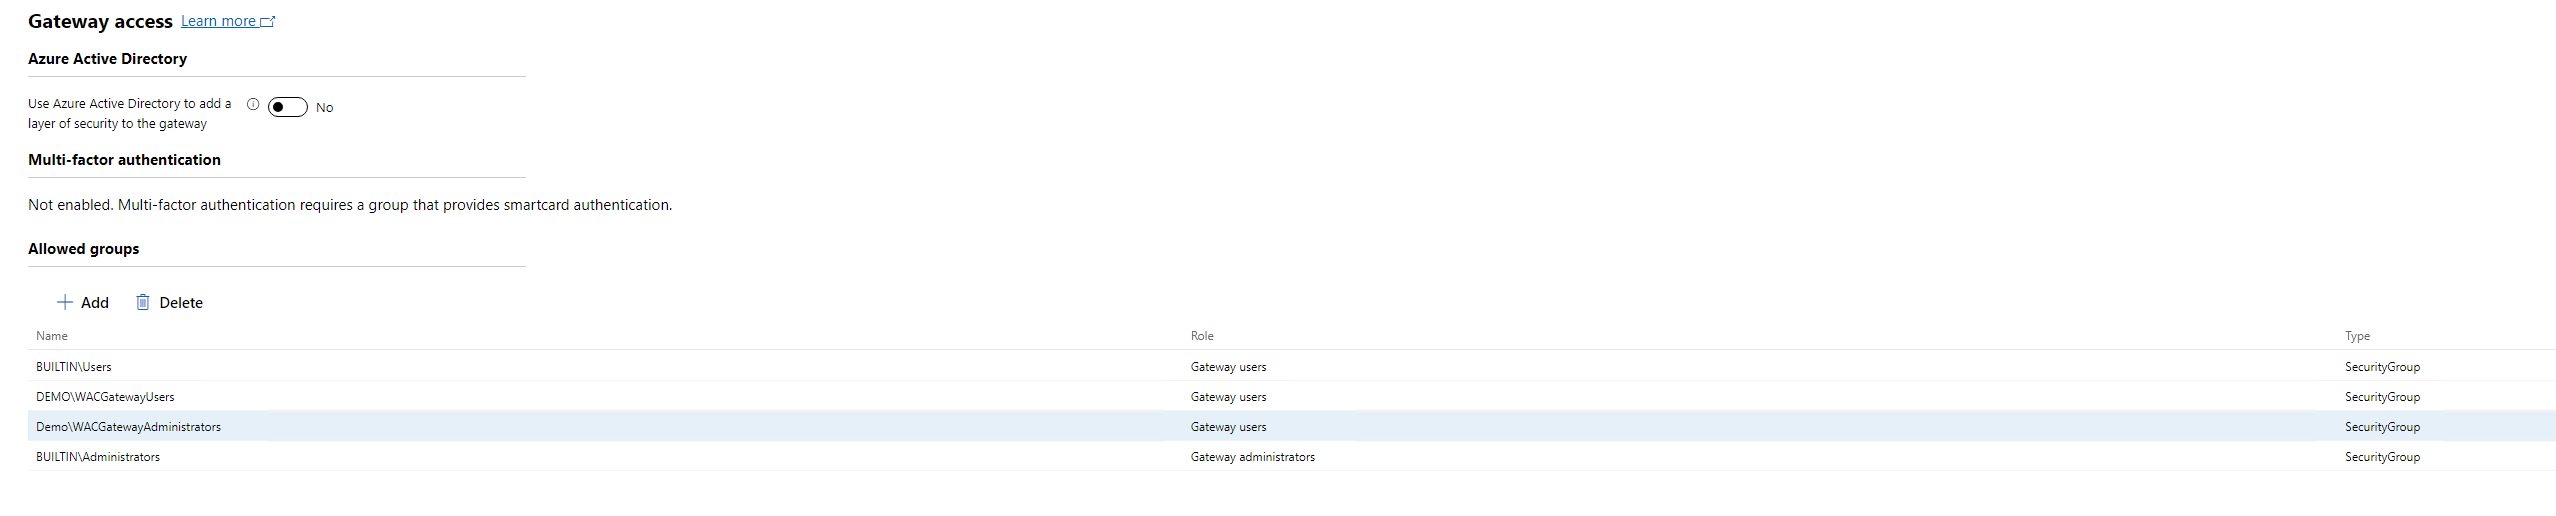 Gateway access Learn more
Azure Active Directory
Use Azure Active Directory to add a
layer of security to the gateway
No
Multi-factor authentication
Not enabled. Multi-factor authentication requires a group that provides smartcard authentication.
Allowed groups
Add Delete
Name Role Type
BUILTIN\Users Gateway users SecurityGroup
DEMO\WACGatewayUsers Gateway users SecurityGroup
Demo\WACGatewayAdministrators Gateway users SecurityGroup
BUILTIN\Administrators Gateway administrators SecurityGroup